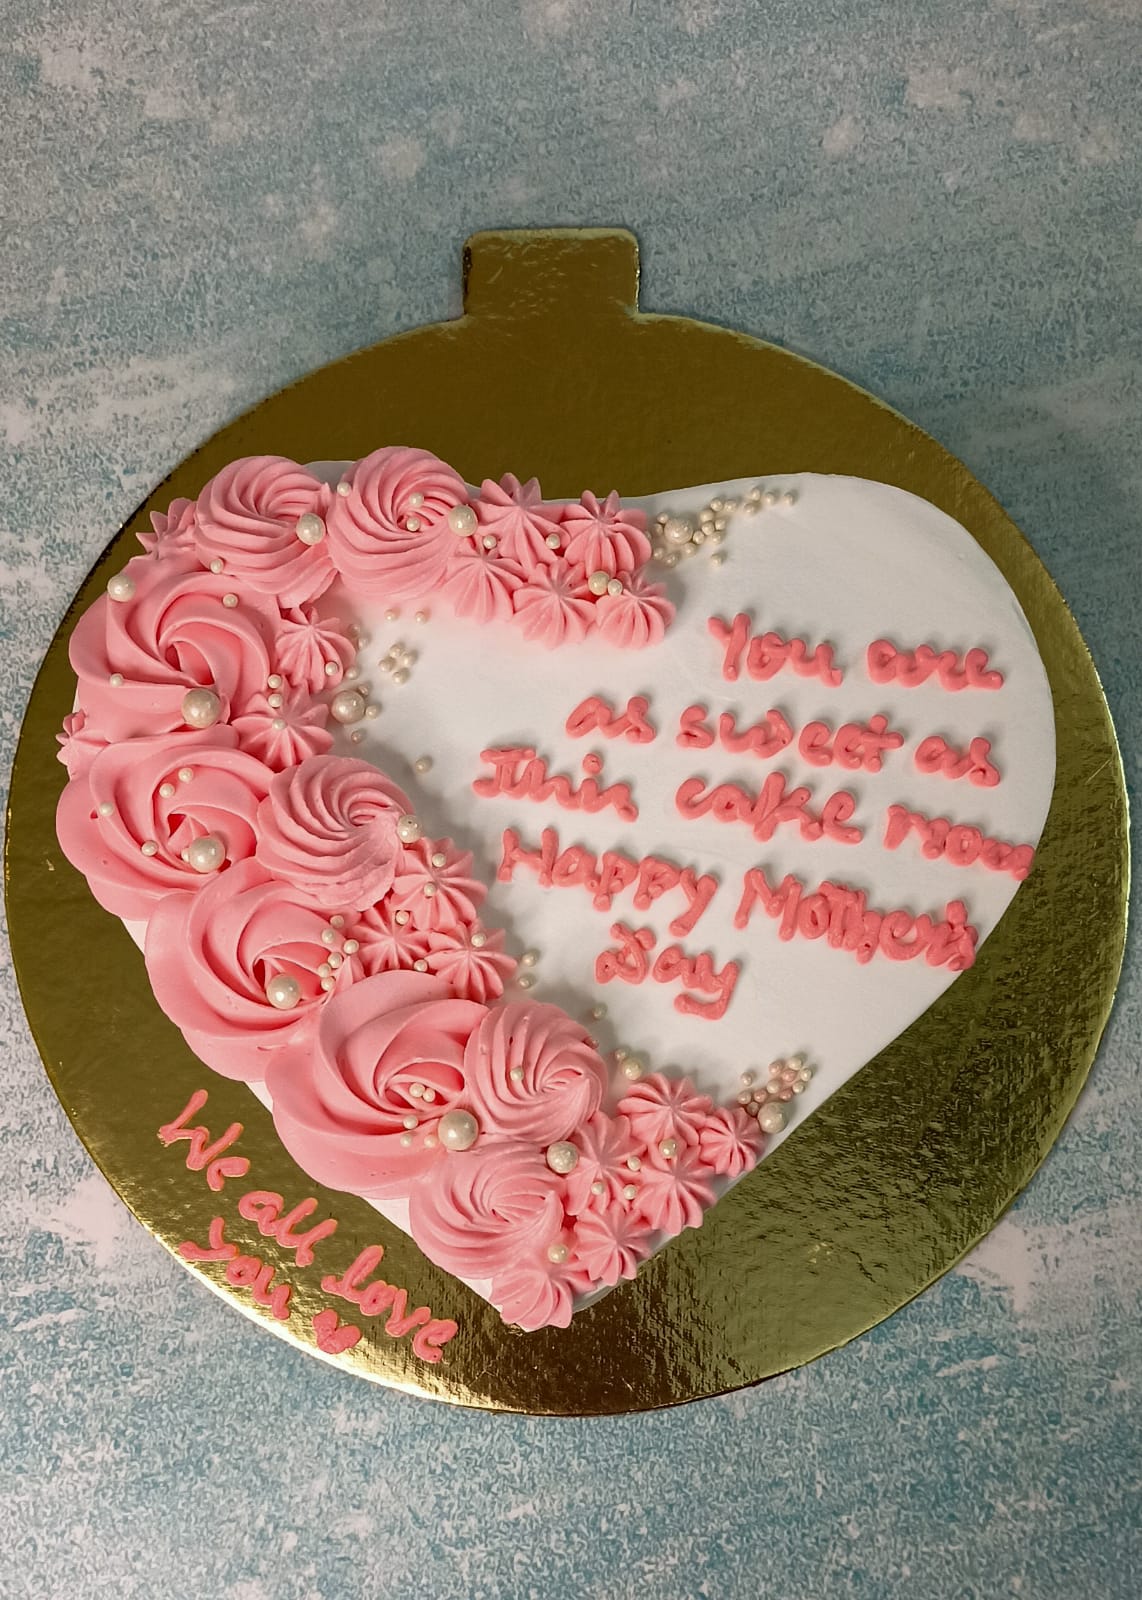 You are
as sweet as
This cake mom
Happy Mother's
Day
We all love
you